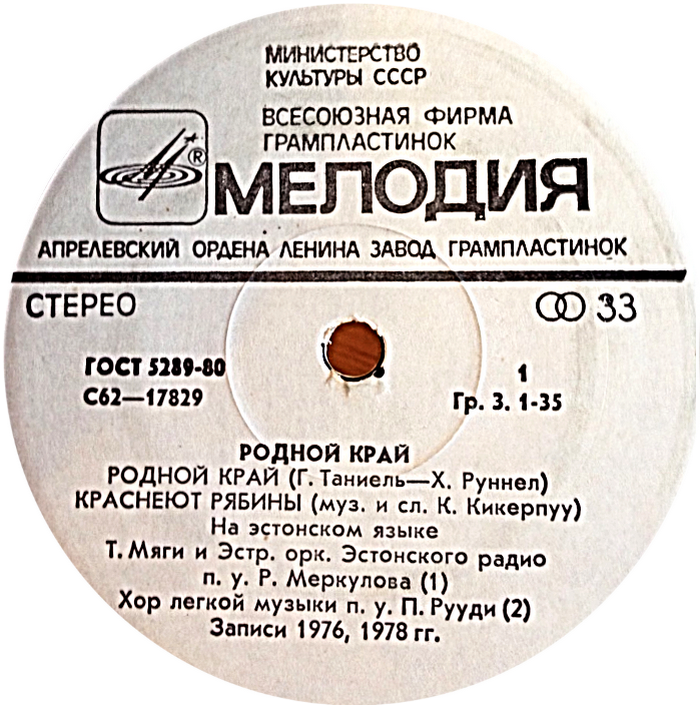 МИНИСТЕРСТВО
КУЛЬТУРЫ СССР
ВСЕСОЮЗНАЯ ФИРМА
ГРАМПЛАСТИНОК
®
МЕЛОДИЯ
АПРЕЛЕВСКИЙ ОРДЕНА ЛЕНИНА ЗАВОД ГРАМПЛАСТИНОК
СТЕРЕО 33
ГОСТ 5289-80 1
С62—17829 Гр. 3. 1-35
РОДНОЙ КРАЙ
РОДНОЙ КРАЙ (Г. Таниель—Х. Руннел)
КРАСНЕЮТ РЯБИНЫ (муз. и сл. К. Кикерпуу)
На эстонском языке
Т. Мяги и Эстр. орк. Эстонского радио
п. у. Р. Меркулова (1)
Хор легкой музыки п. у. П. Рууди (2)
Записи 1976, 1978 гг.